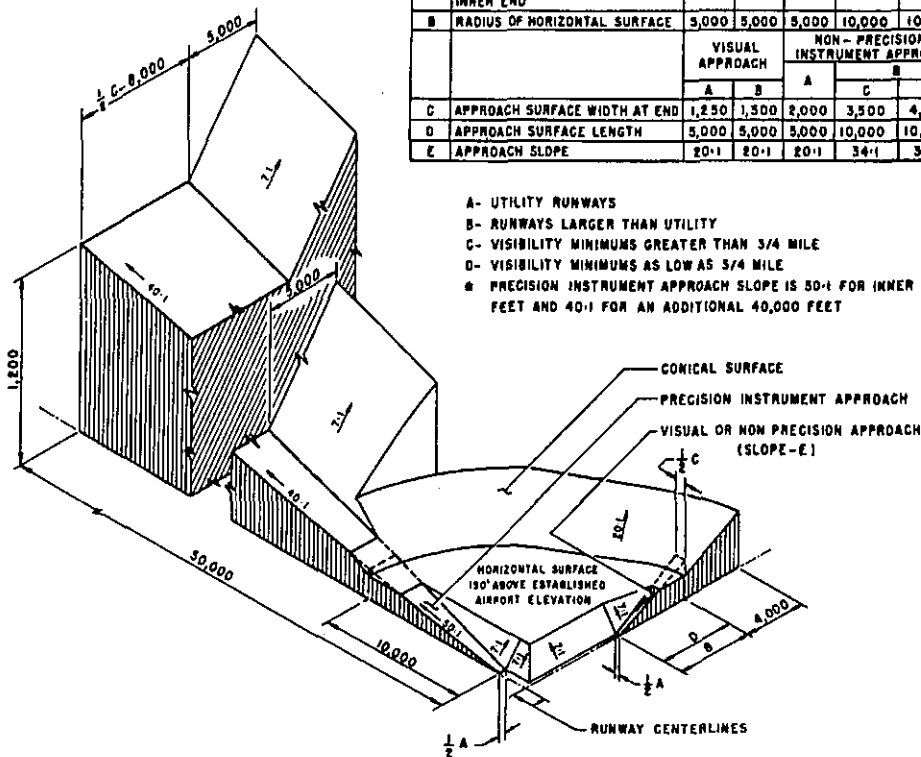 INNER END
B RADIUS OF HORIZONTAL SURFACE 5,000 5,000 5,000 10,000
VISUAL APPROACH
NON-PRECISION
A B A B
C
C APPROACH SURFACE WIDTH AT END 1,250 1,500 2,000 3,500
D APPROACH SURFACE LENGTH 5,000 5,000 5,000 10,000
E APPROACH SLOPE 20:1 20:1 20:1 34:1
A- UTILITY RUNWAYS
B- RUNWAYS LARGER THAN UTILITY
C- VISIBILITY MINIMUMS GREATER THAN 3/4 MILE
D- VISIBILITY MINIMUMS AS LOW AS 3/4 MILE
* PRECISION INSTRUMENT APPROACH SLOPE IS 50:1 FOR INNER
FEET AND 40:1 FOR AN ADDITIONAL 40,000 FEET
5,000
1/2 C-8,000
7:1
40:1
5,000
1,200
7:1
40:1
CONICAL SURFACE
PRECISION INSTRUMENT APPROACH
VISUAL OR NON PRECISION APPROACH
(SLOPE-E)
1/2 C
20:1
HORIZONTAL SURFACE
150' ABOVE ESTABLISHED
AIRPORT ELEVATION
50,000
50:1
10,000
7:1
7:1
7:1
7:1
D
B
4,000
1/2 A
RUNWAY CENTERLINES
1/2 A